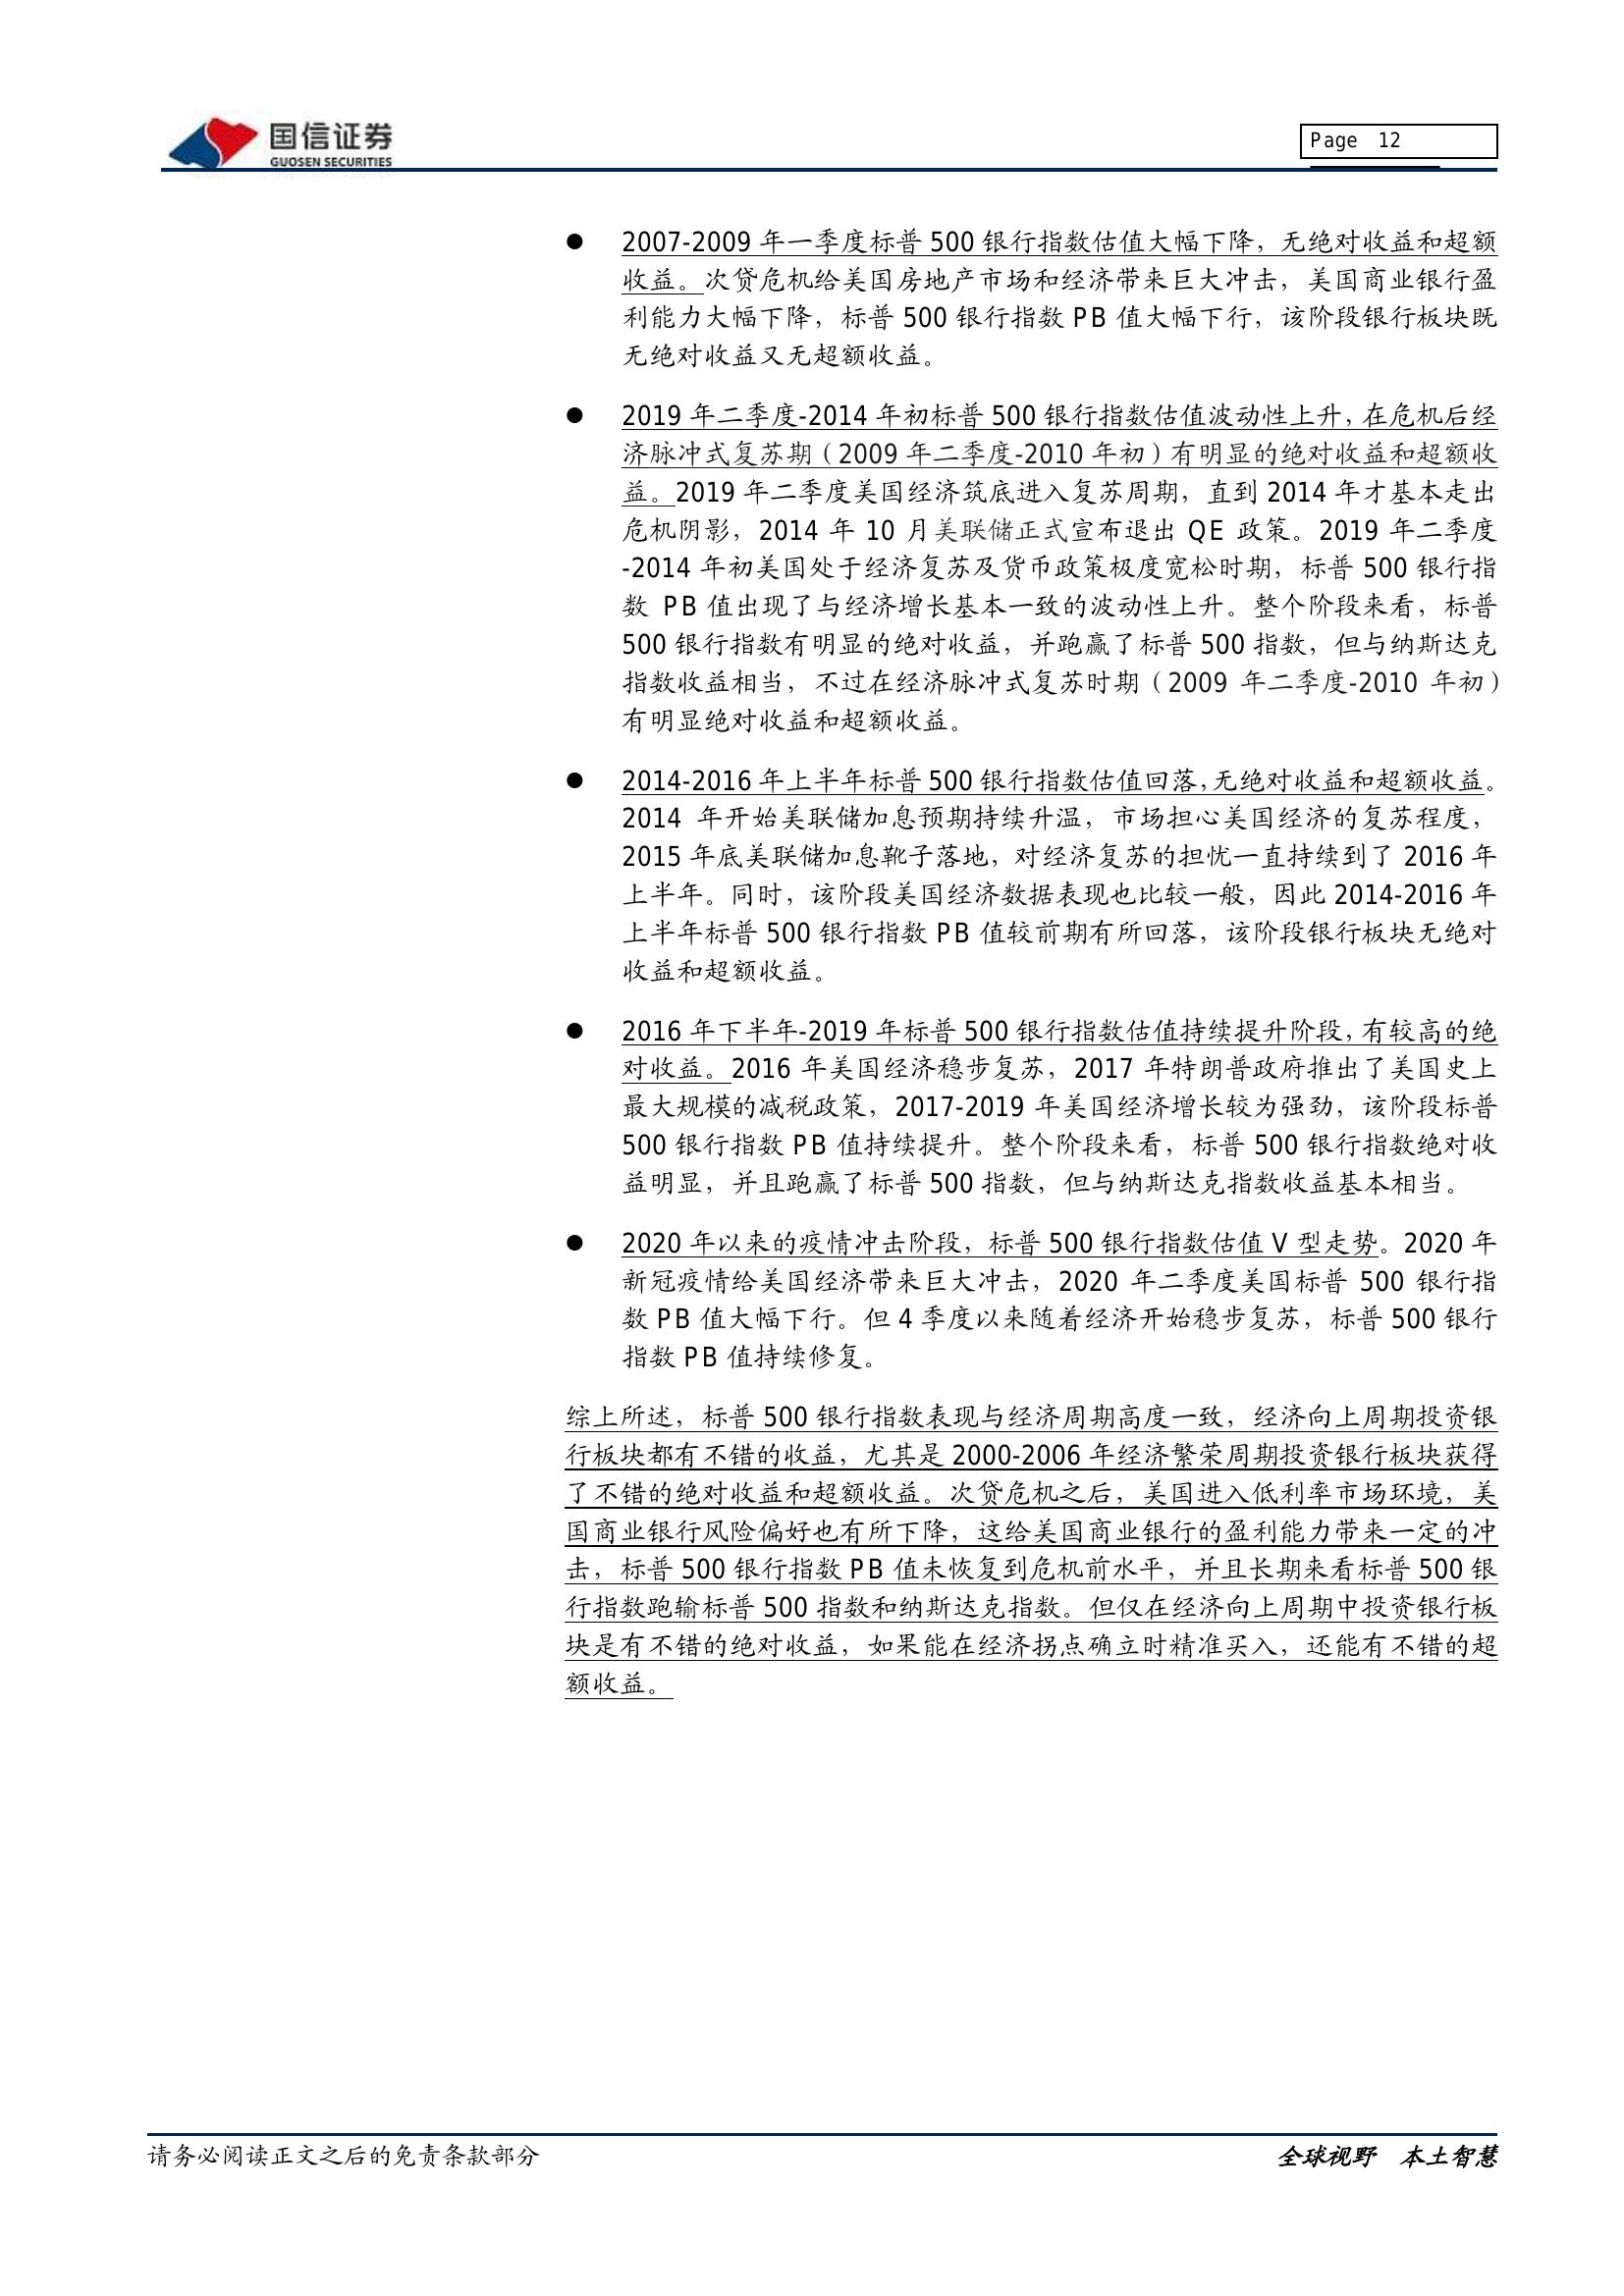 国信证券
GUOSEN SECURITIES
Page 12
● 2007-2009 年一季度标普 500 银行指数估值大幅下降，无绝对收益和超额
收益。次贷危机给美国房地产市场和经济带来巨大冲击，美国商业银行盈
利能力大幅下降，标普 500 银行指数 PB 值大幅下行，该阶段银行板块既
无绝对收益又无超额收益。
● 2019 年二季度-2014 年初标普 500 银行指数估值波动性上升，在危机后经
济脉冲式复苏期（2009 年二季度-2010 年初）有明显的绝对收益和超额收
益。2019 年二季度美国经济筑底进入复苏周期，直到 2014 年才基本走出
危机阴影，2014 年 10 月美联储正式宣布退出 QE 政策。2019 年二季度
-2014 年初美国处于经济复苏及货币政策极度宽松时期，标普 500 银行指
数 PB 值出现了与经济增长基本一致的波动性上升。整个阶段来看，标普
500 银行指数有明显的绝对收益，并跑赢了标普 500 指数，但与纳斯达克
指数收益相当，不过在经济脉冲式复苏时期（2009 年二季度-2010 年初）
有明显绝对收益和超额收益。
● 2014-2016 年上半年标普 500 银行指数估值回落，无绝对收益和超额收益。
2014 年开始美联储加息预期持续升温，市场担心美国经济的复苏程度，
2015 年底美联储加息靴子落地，对经济复苏的担忧一直持续到了 2016 年
上半年。同时，该阶段美国经济数据表现也比较一般，因此 2014-2016 年
上半年标普 500 银行指数 PB 值较前期有所回落，该阶段银行板块无绝对
收益和超额收益。
● 2016 年下半年-2019 年标普 500 银行指数估值持续提升阶段，有较高的绝
对收益。2016 年美国经济稳步复苏，2017 年特朗普政府推出了美国史上
最大规模的减税政策，2017-2019 年美国经济增长较为强劲，该阶段标普
500 银行指数 PB 值持续提升。整个阶段来看，标普 500 银行指数绝对收
益明显，并且跑赢了标普 500 指数，但与纳斯达克指数收益基本相当。
● 2020 年以来的疫情冲击阶段，标普 500 银行指数估值 V 型走势。2020 年
新冠疫情给美国经济带来巨大冲击，2020 年二季度美国标普 500 银行指
数 PB 值大幅下行。但 4 季度以来随着经济开始稳步复苏，标普 500 银行
指数 PB 值持续修复。
综上所述，标普 500 银行指数表现与经济周期高度一致，经济向上周期投资银
行板块都有不错的收益，尤其是 2000-2006 年经济繁荣周期投资银行板块获得
了不错的绝对收益和超额收益。次贷危机之后，美国进入低利率市场环境，美
国商业银行风险偏好也有所下降，这给美国商业银行的盈利能力带来一定的冲
击，标普 500 银行指数 PB 值未恢复到危机前水平，并且长期来看标普 500 银
行指数跑输标普 500 指数和纳斯达克指数。但仅在经济向上周期中投资银行板
块是有不错的绝对收益，如果能在经济拐点确立时精准买入，还能有不错的超
额收益。
请务必阅读正文之后的免责条款部分
全球视野 本土智慧